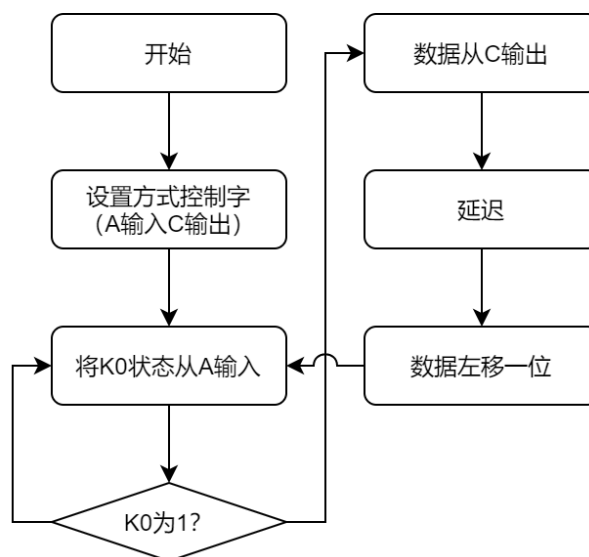 开始
设置方式控制字
（A输入C输出）
将K0状态从A输入
K0为1?
数据从C输出
延迟
数据左移一位